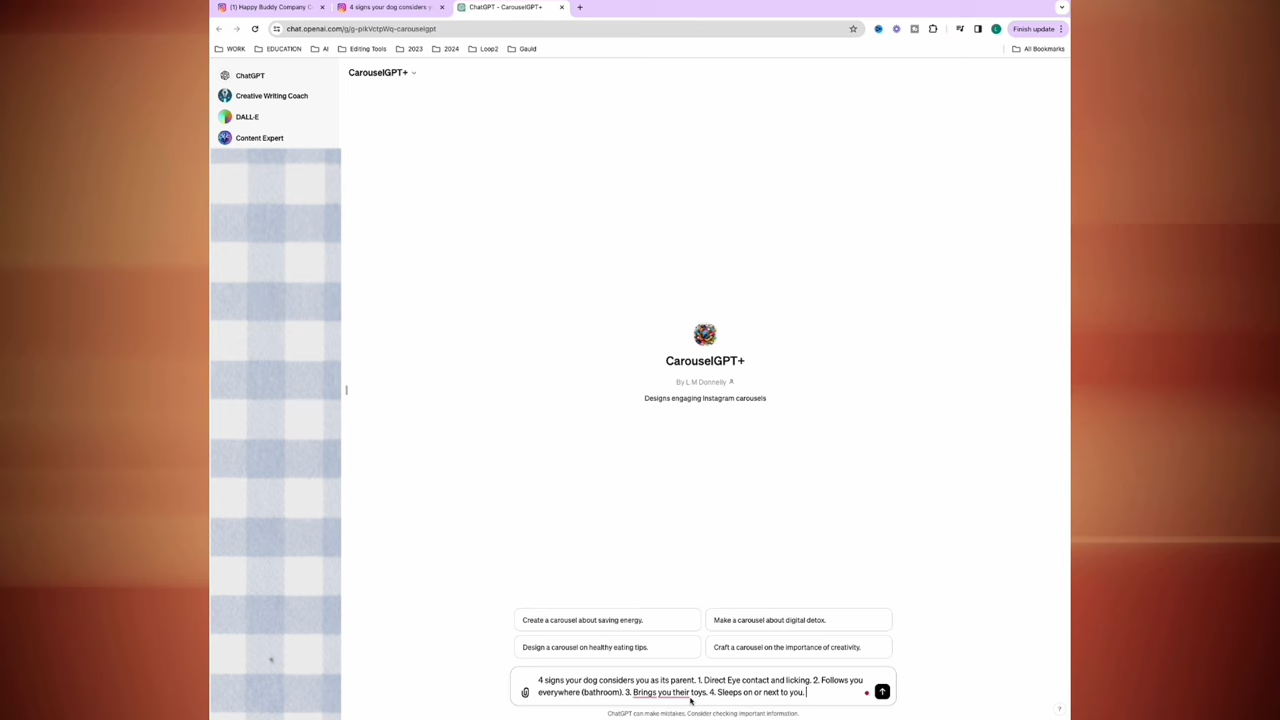 (1) Happy Buddy Company C
4 signs your dog considers y
ChatGPT - CarouselGPT+
chat.openai.com/g/g-pikVctpWq-carouselgpt
Finish update
WORK
EDUCATION
AI
Editing Tools
2023
2024
Loop2
Gauld
All Bookmarks
ChatGPT
Creative Writing Coach
DALL·E
Content Expert
CarouselGPT+
CarouselGPT+
By L M Donnelly
Designs engaging Instagram carousels
Create a carousel about saving energy.
Make a carousel about digital detox.
Design a carousel on healthy eating tips.
Craft a carousel on the importance of creativity.
4 signs your dog considers you as its parent. 1. Direct Eye contact and licking. 2. Follows you
everywhere (bathroom). 3. Brings you their toys. 4. Sleeps on or next to you.
ChatGPT can make mistakes. Consider checking important information.
?